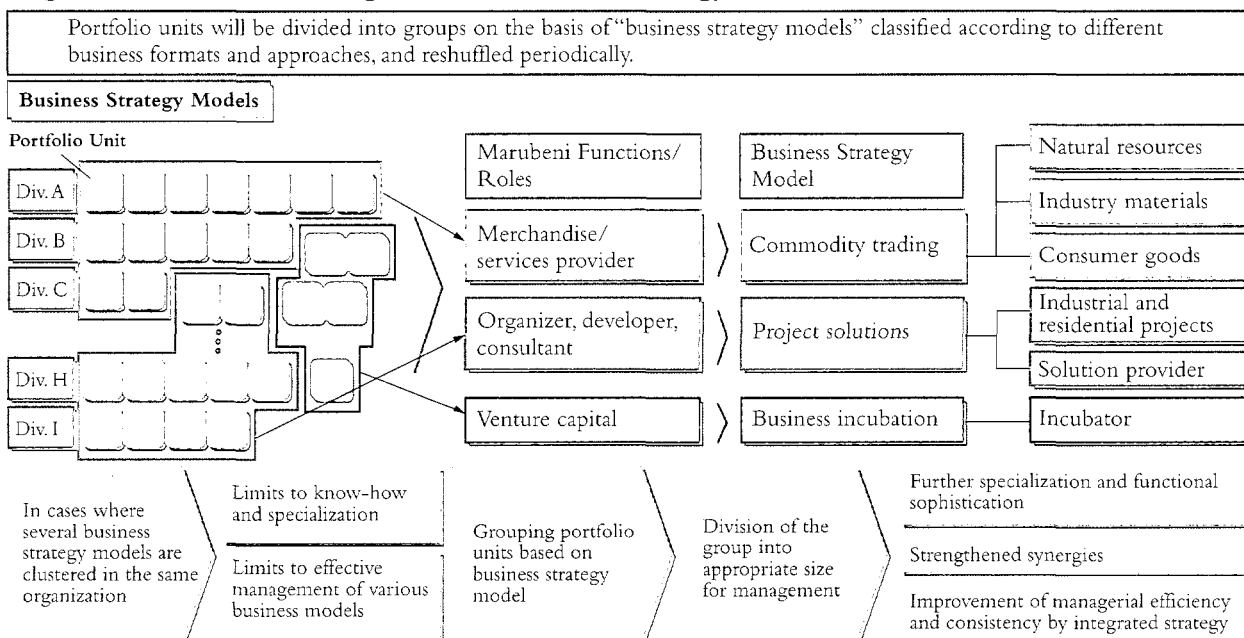 Portfolio units will be divided into groups on the basis of “business strategy models” classified according to different
business formats and approaches, and reshuffled periodically.
Business Strategy Models
Portfolio Unit
Div. A
Div. B
Div. C
Div. H
Div. I
Marubeni Functions/
Roles
Merchandise/
services provider
Organizer, developer,
consultant
Venture capital
Business Strategy
Model
Commodity trading
Project solutions
Business incubation
Natural resources
Industry materials
Consumer goods
Industrial and
residential projects
Solution provider
Incubator
In cases where
several business
strategy models are
clustered in the same
organization
Limits to know-how
and specialization
Limits to effective
management of various
business models
Grouping portfolio
units based on
business strategy
model
Division of the
group into
appropriate size
for management
Further specialization and functional
sophistication
Strengthened synergies
Improvement of managerial efficiency
and consistency by integrated strategy